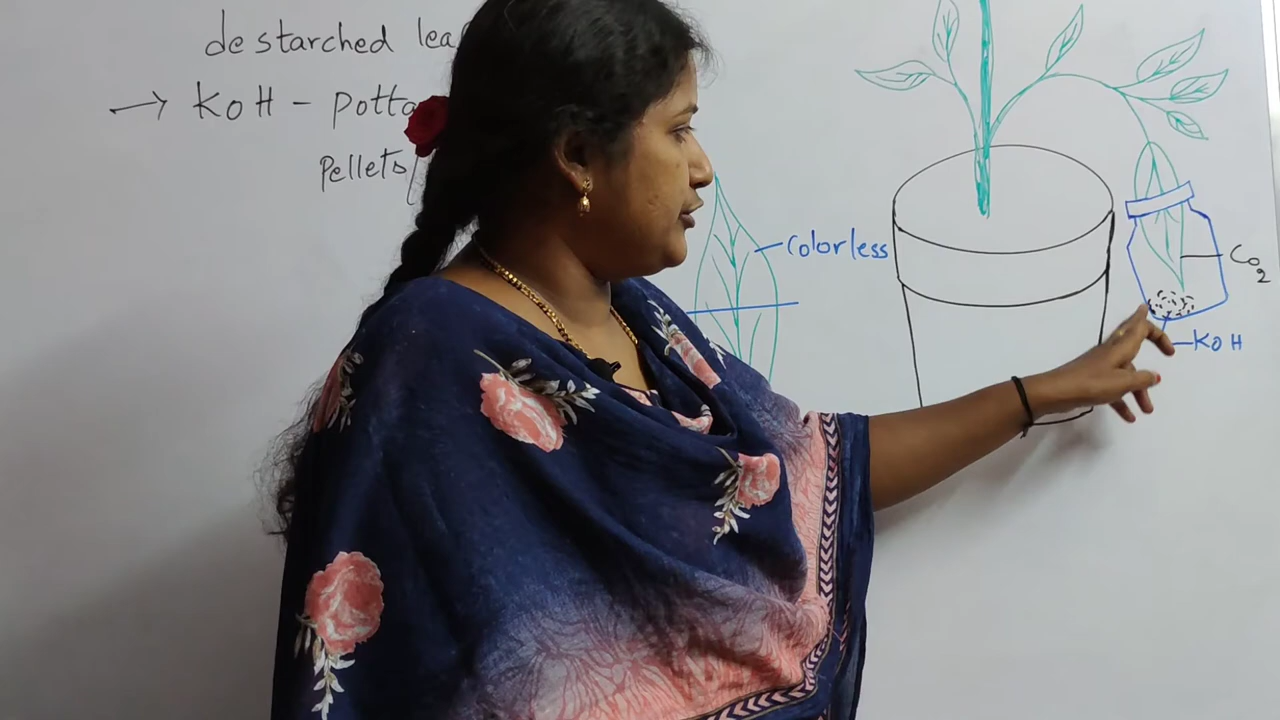 destarched
→ KOH -
Pellets
Colorless
Co2
KOH